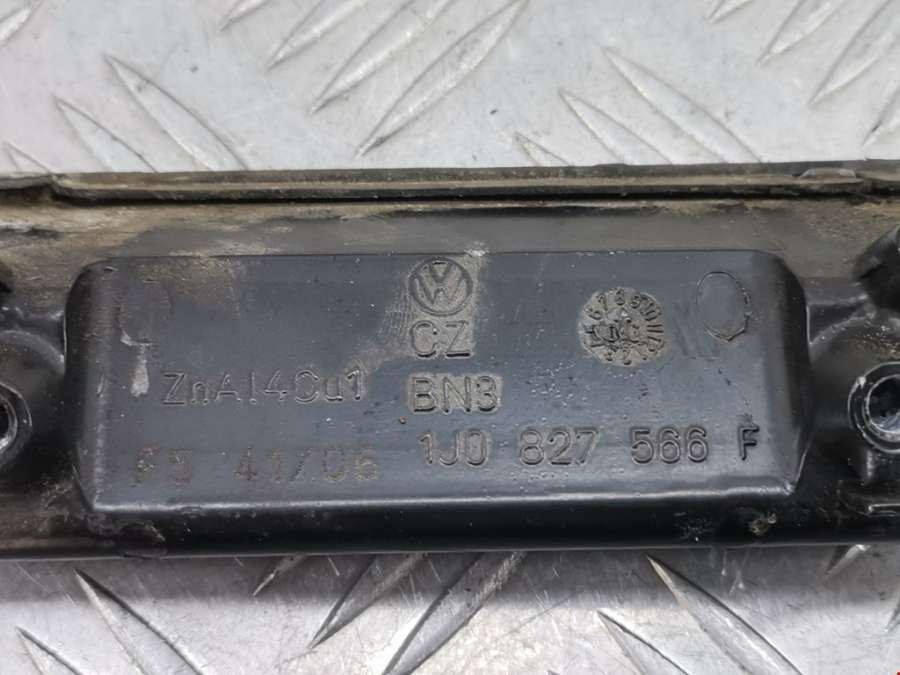 VW
CZ
ZnAl4Cu1
BN3
1J0 827 566 F
41/06